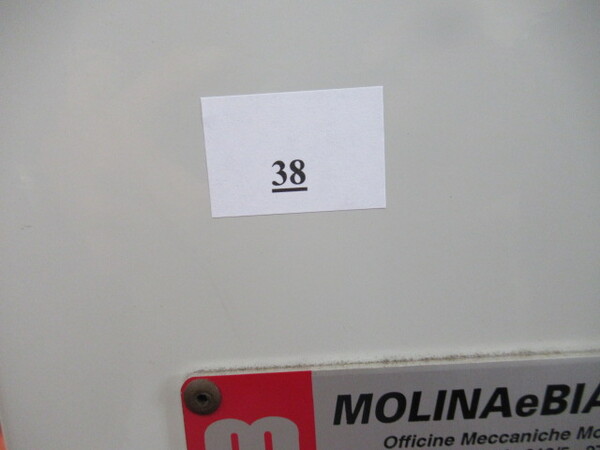 38
m
MOLINAeBIA
Officine Meccaniche Mo